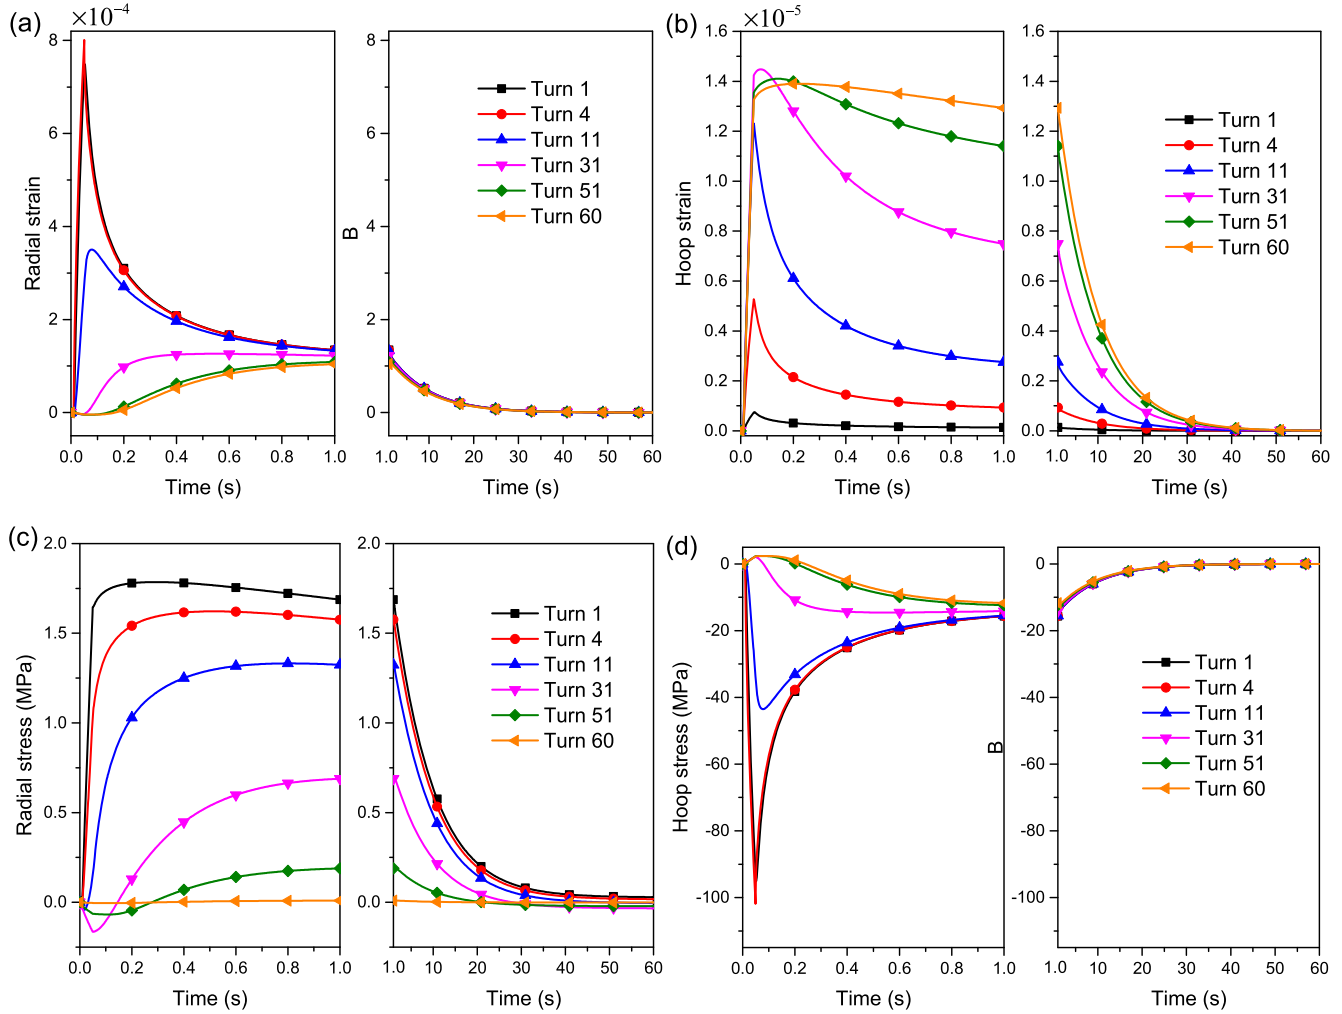 (a)
×10⁻⁴
8
6
4
2
0
Radial strain
0.0 0.2 0.4 0.6 0.8 1.0
Time (s)
B
8
6
4
2
0
Turn 1
Turn 4
Turn 11
Turn 31
Turn 51
Turn 60
1.0 10 20 30 40 50 60
Time (s)
(b)
×10⁻⁵
1.6
1.4
1.2
1.0
0.8
0.6
0.4
0.2
0.0
Hoop strain
0.0 0.2 0.4 0.6 0.8 1.0
Time (s)
1.6
1.4
1.2
1.0
0.8
0.6
0.4
0.2
0.0
Turn 1
Turn 4
Turn 11
Turn 31
Turn 51
Turn 60
1.0 10 20 30 40 50 60
Time (s)
(c)
2.0
1.5
1.0
0.5
0.0
Radial stress (MPa)
0.0 0.2 0.4 0.6 0.8 1.0
Time (s)
2.0
1.5
1.0
0.5
0.0
Turn 1
Turn 4
Turn 11
Turn 31
Turn 51
Turn 60
1.0 10 20 30 40 50 60
Time (s)
(d)
0
-20
-40
-60
-80
-100
Hoop stress (MPa)
0.0 0.2 0.4 0.6 0.8 1.0
Time (s)
B
0
-20
-40
-60
-80
-100
Turn 1
Turn 4
Turn 11
Turn 31
Turn 51
Turn 60
1.0 10 20 30 40 50 60
Time (s)